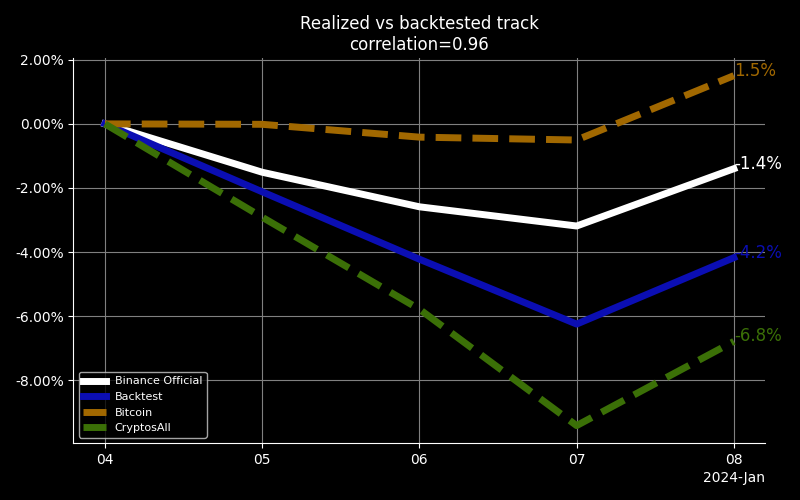 Realized vs backtested track
correlation=0.96
2.00%
0.00%
-2.00%
-4.00%
-6.00%
-8.00%
1.5%
-1.4%
-4.2%
-6.8%
Binance Official
Backtest
Bitcoin
CryptosAll
04 05 06 07 08
2024-Jan